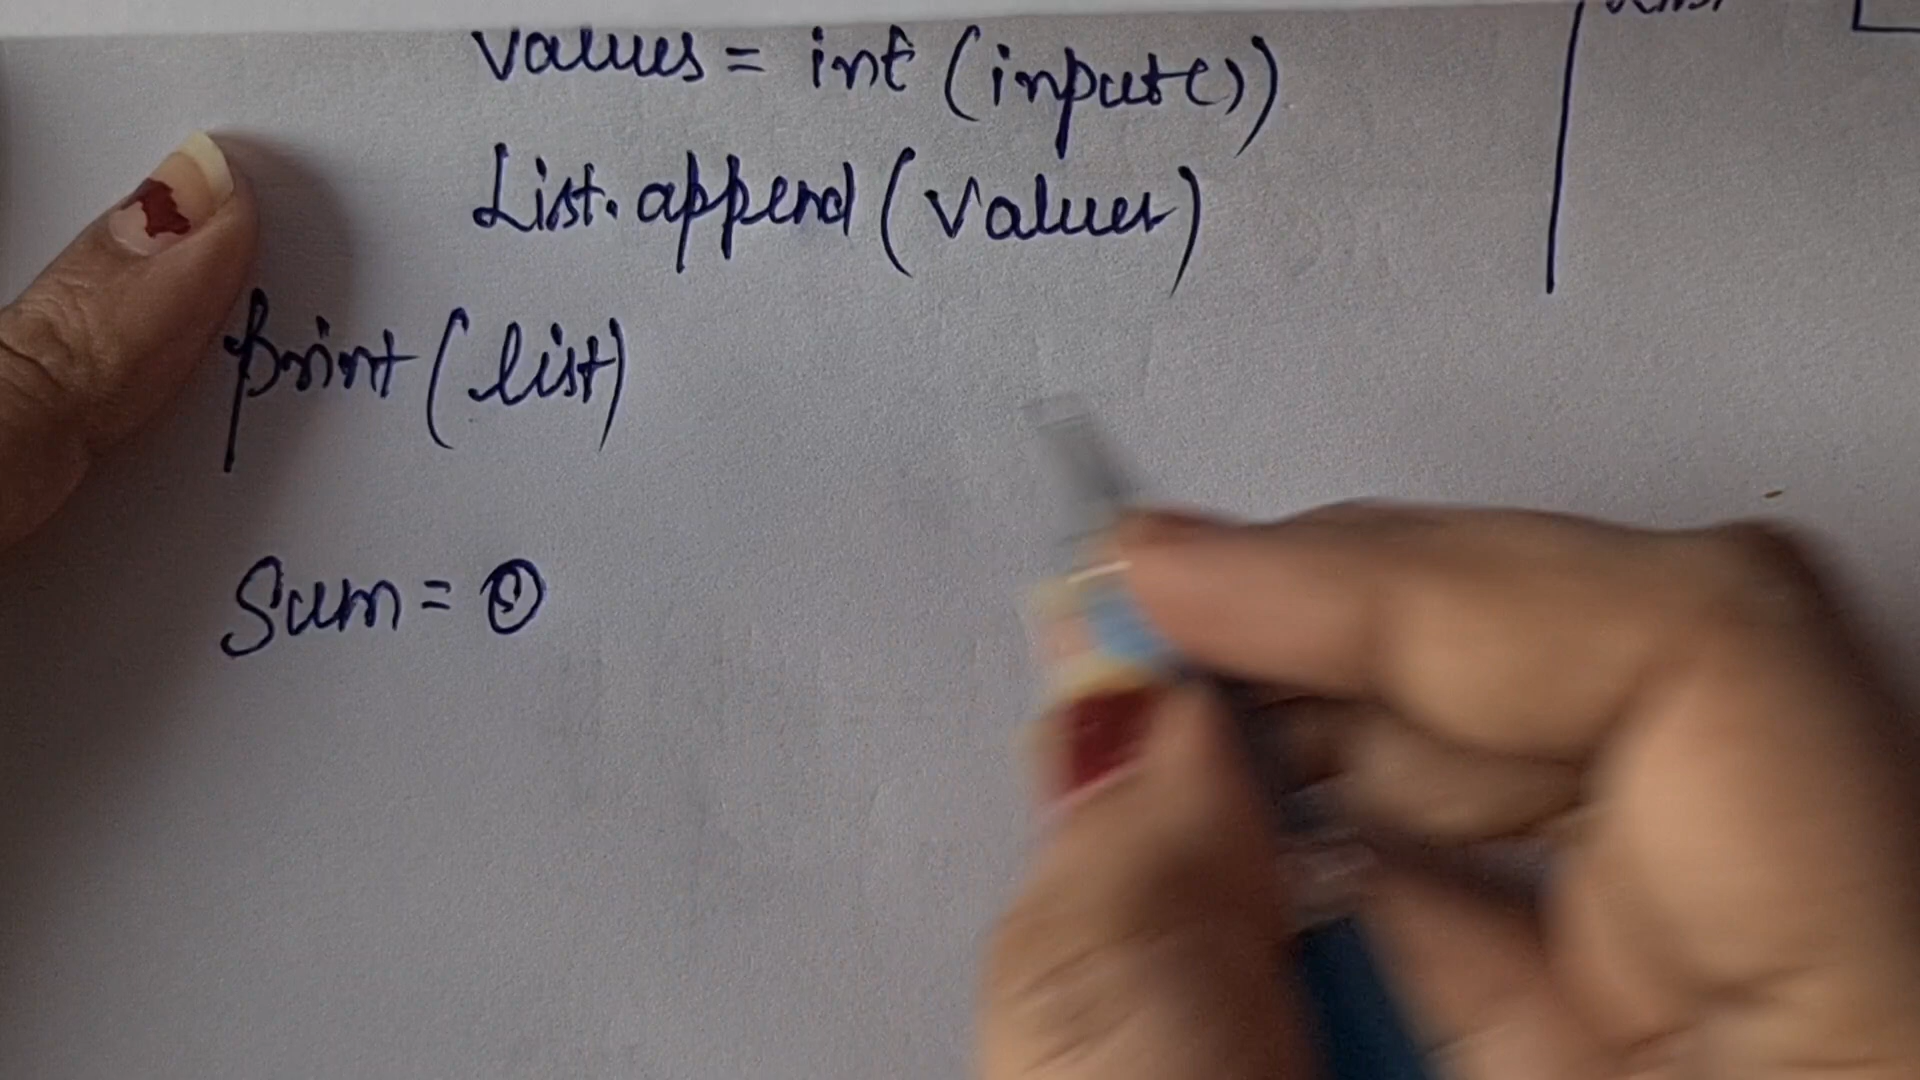 values = int (input())
List.append (values)
print (list)
Sum = 0